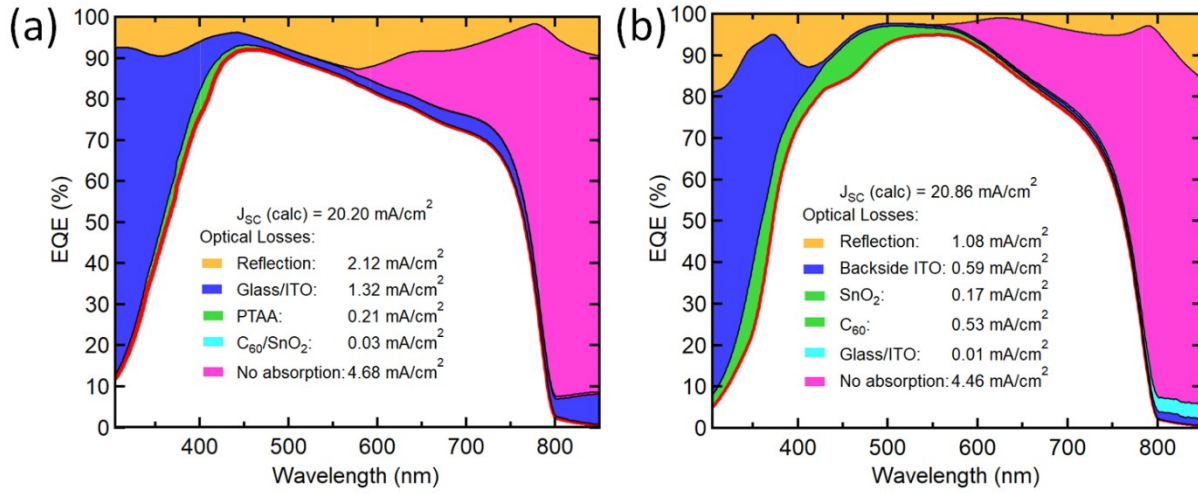 (a)
EQE (%)
100
90
80
70
60
50
40
30
20
10
0
J_SC (calc) = 20.20 mA/cm²
Optical Losses:
Reflection: 2.12 mA/cm²
Glass/ITO: 1.32 mA/cm²
PTAA: 0.21 mA/cm²
C₆₀/SnO₂: 0.03 mA/cm²
No absorption: 4.68 mA/cm²
400 500 600 700 800
Wavelength (nm)
(b)
EQE (%)
100
90
80
70
60
50
40
30
20
10
0
J_SC (calc) = 20.86 mA/cm²
Optical Losses:
Reflection: 1.08 mA/cm²
Backside ITO: 0.59 mA/cm²
SnO₂: 0.17 mA/cm²
C₆₀: 0.53 mA/cm²
Glass/ITO: 0.01 mA/cm²
No absorption: 4.46 mA/cm²
400 500 600 700 800
Wavelength (nm)